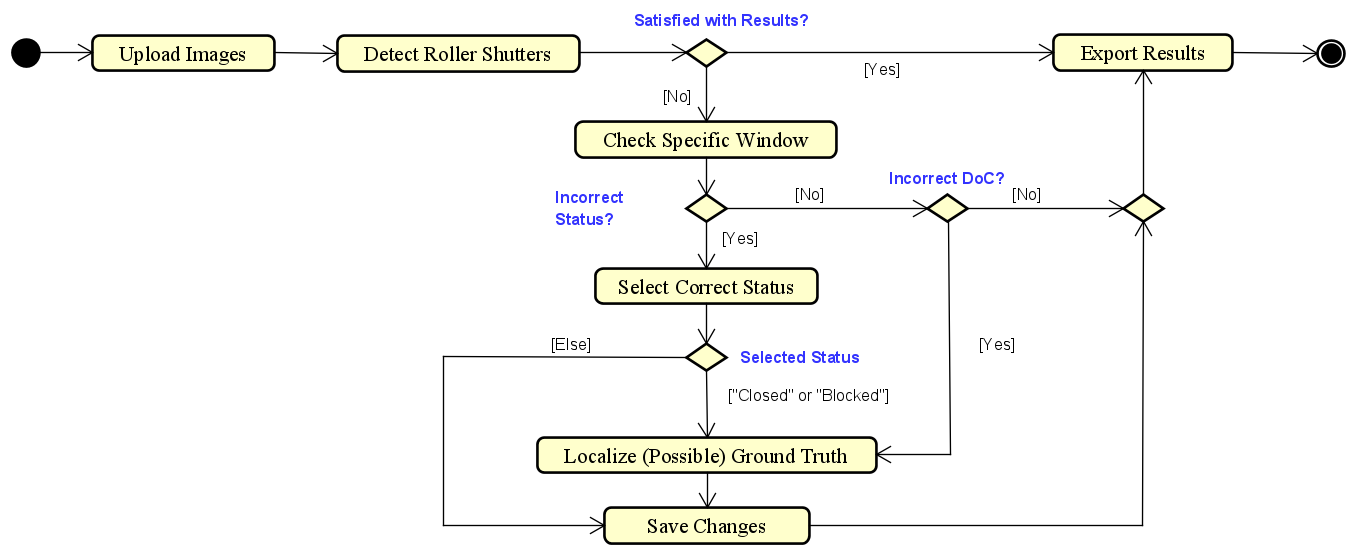 Satisfied with Results?
Upload Images
Detect Roller Shutters
Export Results
[Yes]
[No]
Check Specific Window
Incorrect
Status?
[No]
Incorrect DoC?
[No]
[Yes]
Select Correct Status
[Else]
Selected Status
[Yes]
["Closed" or "Blocked"]
Localize (Possible) Ground Truth
Save Changes